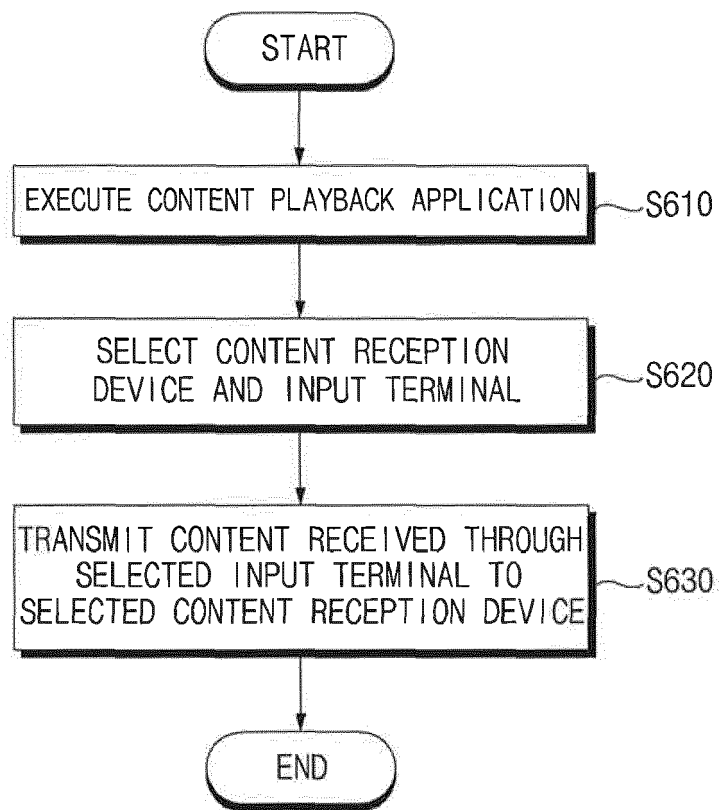 START
EXECUTE CONTENT PLAYBACK APPLICATION
S610
SELECT CONTENT RECEPTION
DEVICE AND INPUT TERMINAL
S620
TRANSMIT CONTENT RECEIVED THROUGH
SELECTED INPUT TERMINAL TO
SELECTED CONTENT RECEPTION DEVICE
S630
END